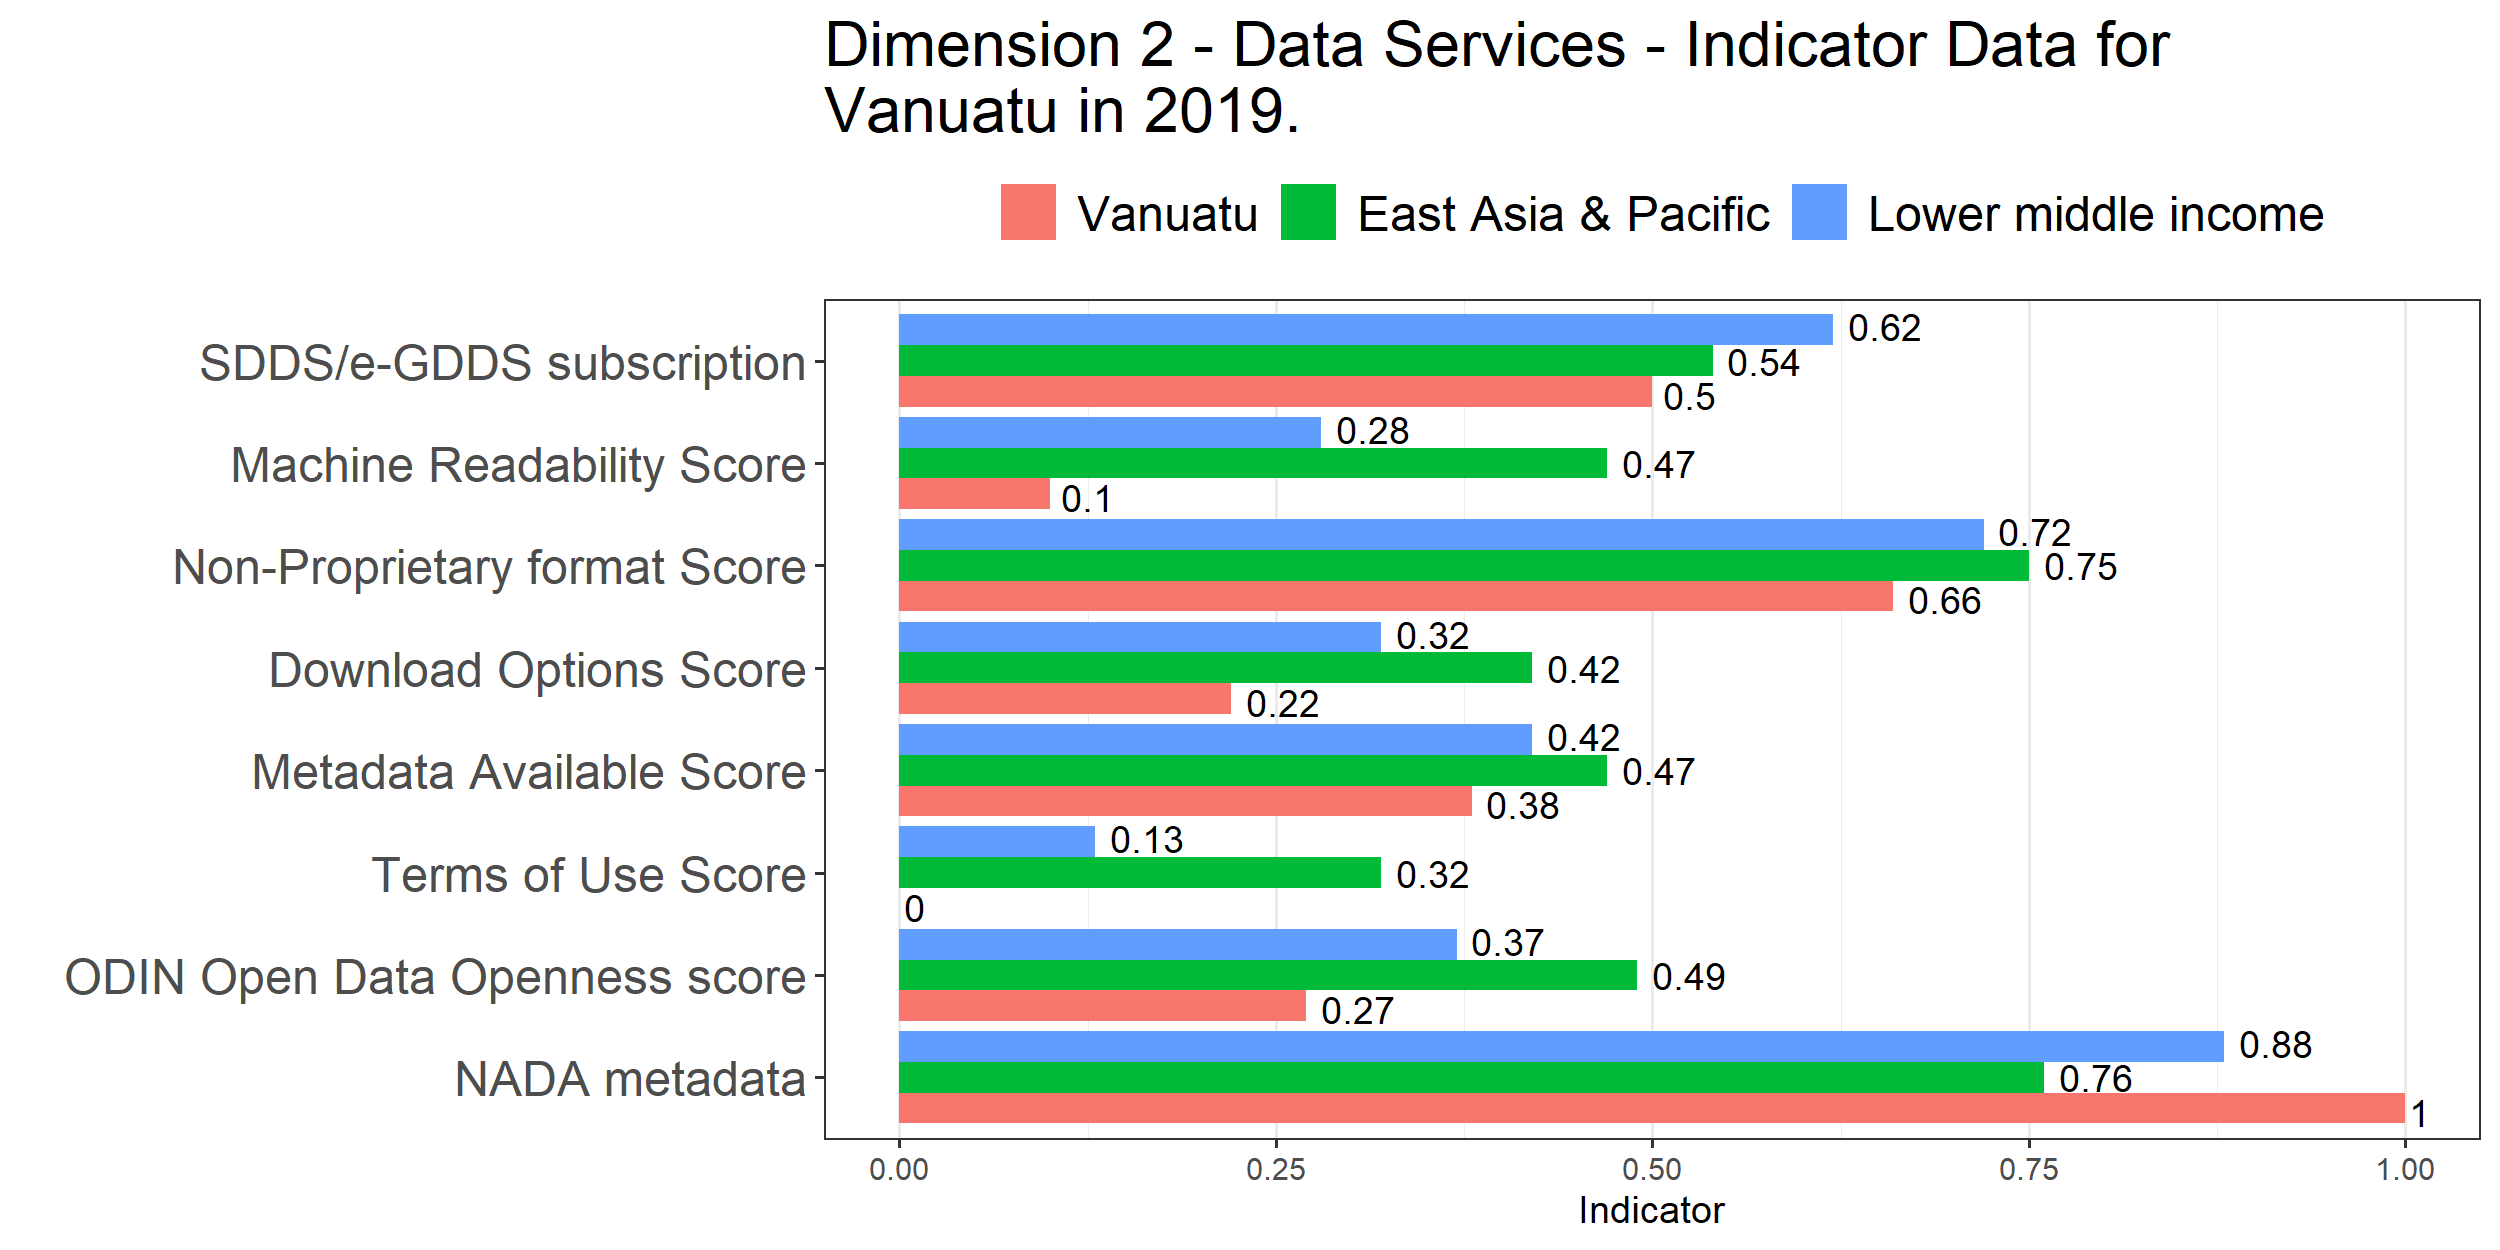 Dimension 2 - Data Services - Indicator Data for
Vanuatu in 2019.
Vanuatu East Asia & Pacific Lower middle income
SDDS/e-GDDS subscription
0.62
0.54
0.5
Machine Readability Score
0.28
0.47
0.1
Non-Proprietary format Score
0.72
0.75
0.66
Download Options Score
0.32
0.42
0.22
Metadata Available Score
0.42
0.47
0.38
Terms of Use Score
0.13
0.32
0
ODIN Open Data Openness score
0.37
0.49
0.27
NADA metadata
0.88
0.76
1
0.00 0.25 0.50 0.75 1.00
Indicator